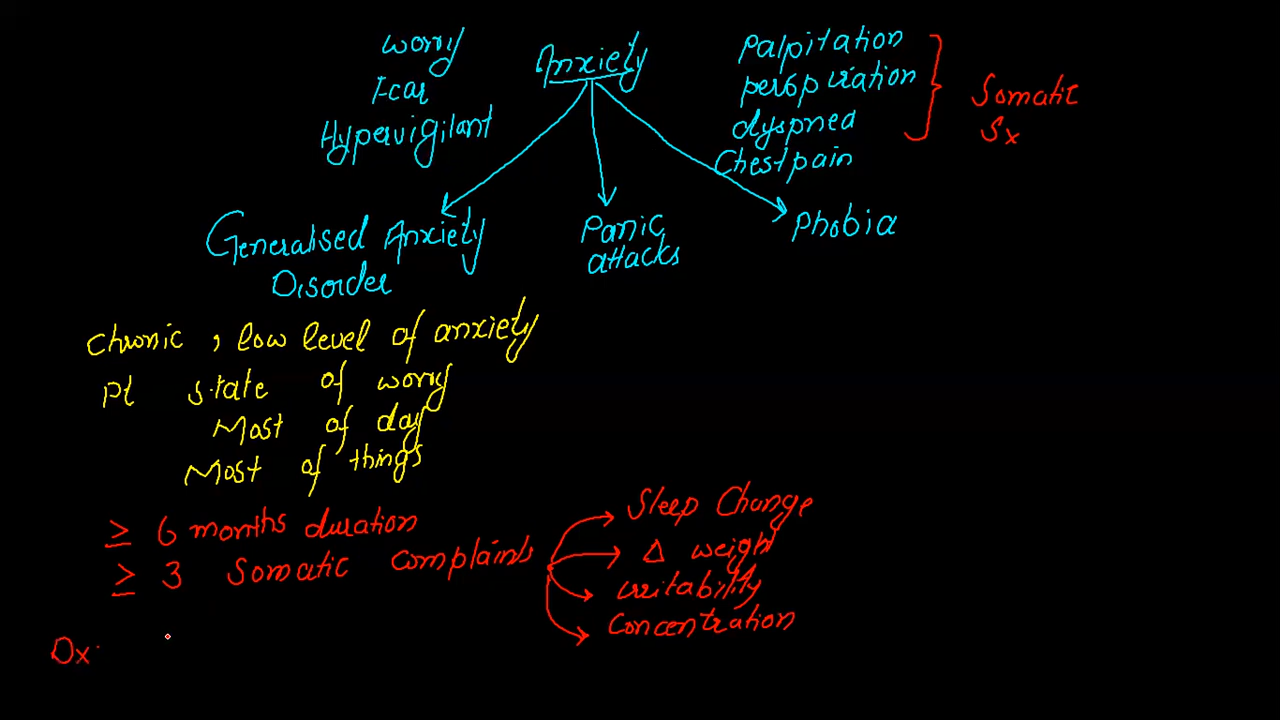 Anxiety
worry
Fear
Hypervigilant
Palpitation
perspiration
dyspnea
Chest pain
Somatic
Sx
Generalised Anxiety
Disorder
Panic
attacks
Phobia
Chronic , low level of anxiety
Pt state of worry
Most of day
Most of things
≥ 6 months duration
≥ 3 Somatic complaints
Sleep Change
Δ weight
irritability
Concentration
Dx: